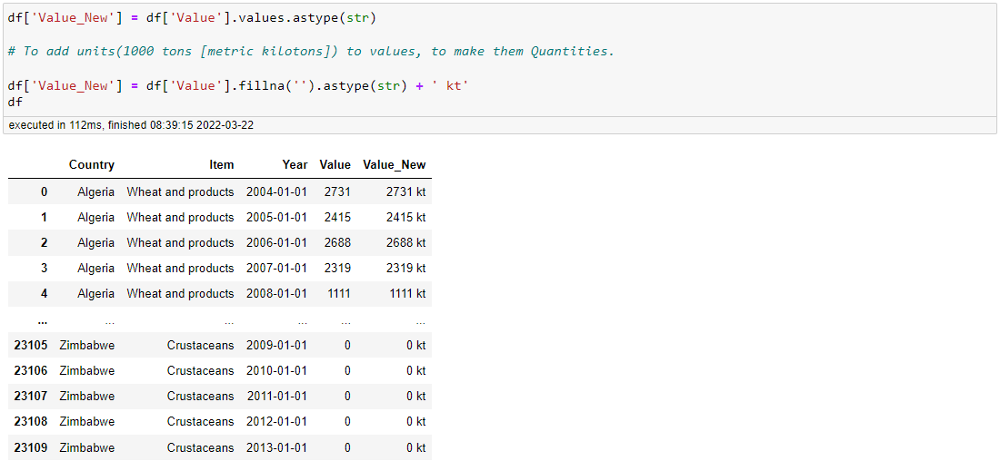 df['Value_New'] = df['Value'].values.astype(str)
# To add units(1000 tons [metric kilotons]) to values, to make them Quantities.
df['Value_New'] = df['Value'].fillna('').astype(str) + ' kt'
df
executed in 112ms, finished 08:39:15 2022-03-22
Country Item Year Value Value_New
0 Algeria Wheat and products 2004-01-01 2731 2731 kt
1 Algeria Wheat and products 2005-01-01 2415 2415 kt
2 Algeria Wheat and products 2006-01-01 2688 2688 kt
3 Algeria Wheat and products 2007-01-01 2319 2319 kt
4 Algeria Wheat and products 2008-01-01 1111 1111 kt
... ... ... ... ... ...
23105 Zimbabwe Crustaceans 2009-01-01 0 0 kt
23106 Zimbabwe Crustaceans 2010-01-01 0 0 kt
23107 Zimbabwe Crustaceans 2011-01-01 0 0 kt
23108 Zimbabwe Crustaceans 2012-01-01 0 0 kt
23109 Zimbabwe Crustaceans 2013-01-01 0 0 kt